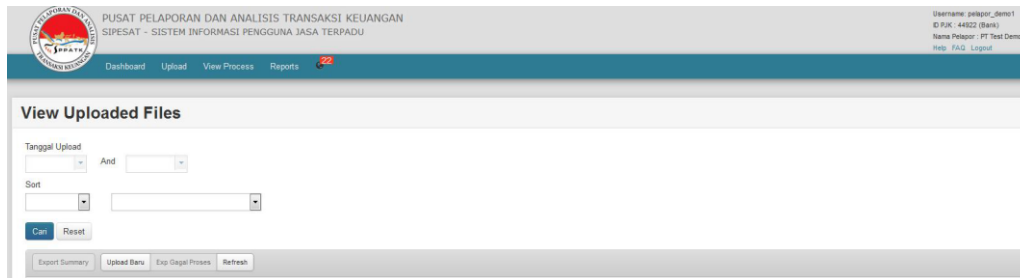 PUSAT PELAPORAN DAN ANALISIS TRANSAKSI KEUANGAN
SIPESAT - SISTEM INFORMASI PENGGUNA JASA TERPADU
Username: pelapor_demo1
ID PJK : 44922 (Bank)
Nama Pelapor : PT Test Demo
Help FAQ Logout
PPATK
Dashboard Upload View Process Reports 22
View Uploaded Files
Tanggal Upload
And
Sort
Cari Reset
Export Summary Upload Baru Exp Gagal Proses Refresh